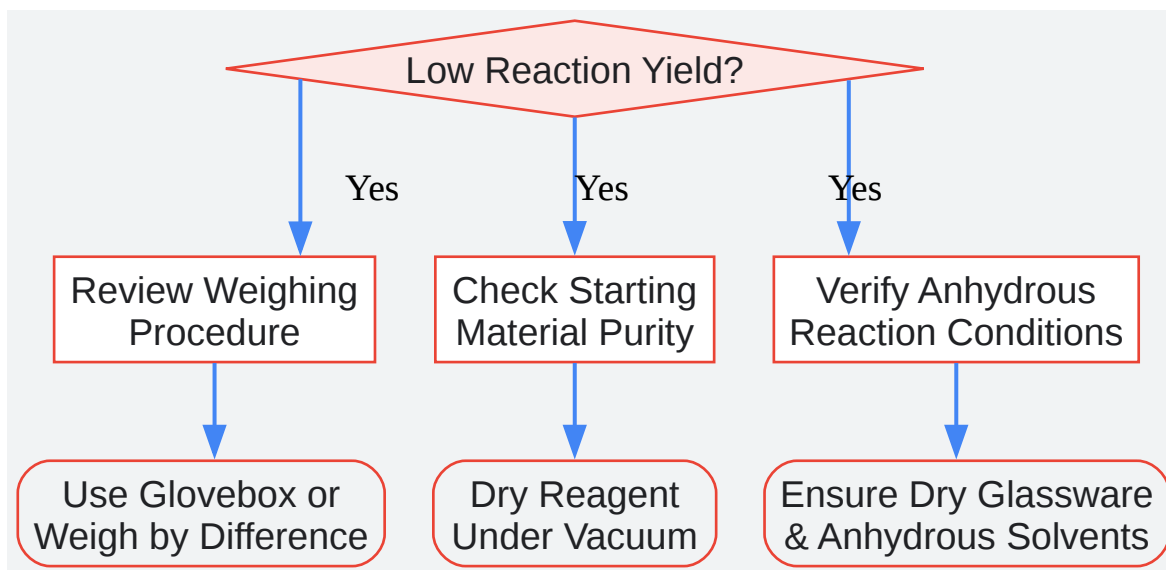 Low Reaction Yield?
Yes
Yes
Yes
Review Weighing
Procedure
Check Starting
Material Purity
Verify Anhydrous
Reaction Conditions
Use Glovebox or
Weigh by Difference
Dry Reagent
Under Vacuum
Ensure Dry Glassware
& Anhydrous Solvents